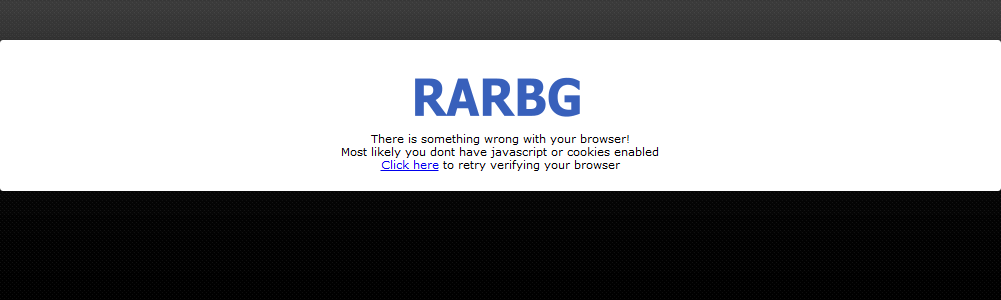 RARBG
There is something wrong with your browser!
Most likely you dont have javascript or cookies enabled
Click here to retry verifying your browser